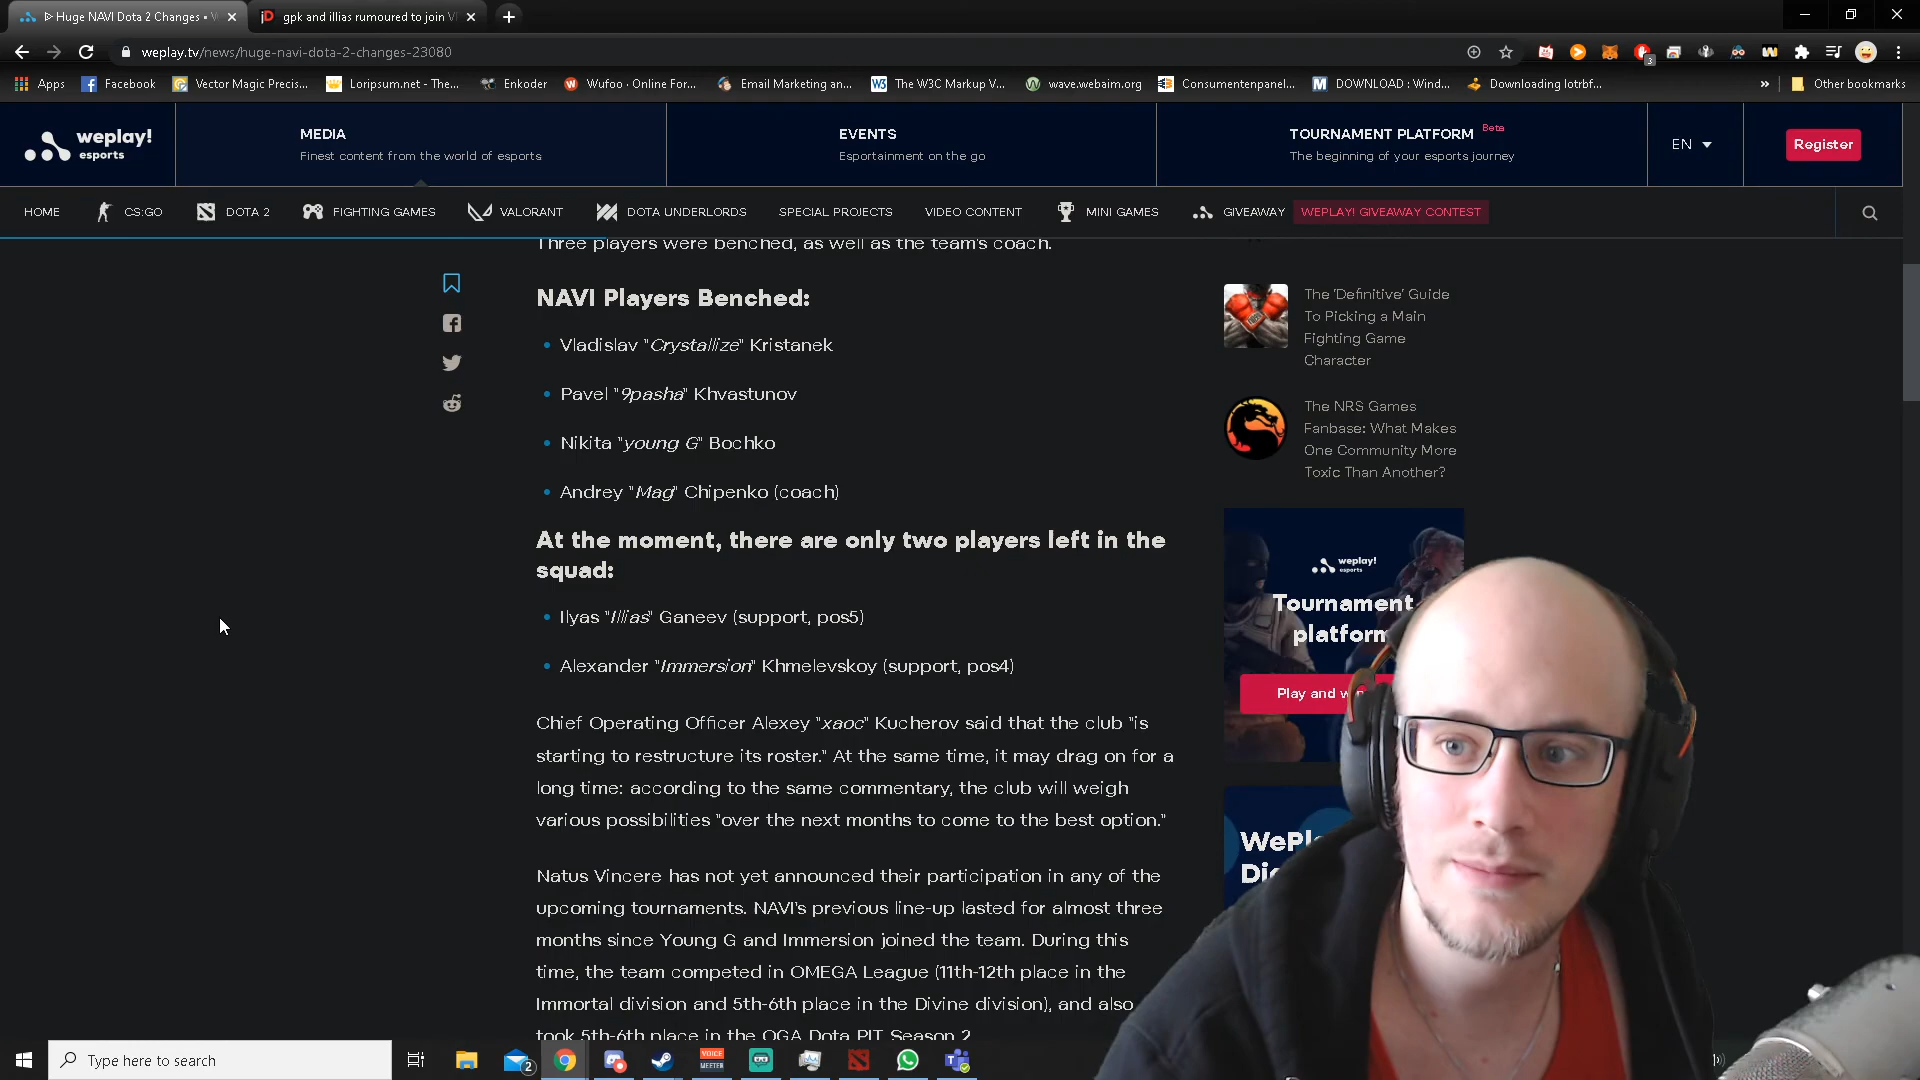 Huge NAVI Dota 2 Changes •
gpk and illias rumoured to join
weplay.tv/news/huge-navi-dota-2-changes-23080
3
Apps
Facebook
Vector Magic Precis...
Loripsum.net - The...
Enkoder
Wufoo · Online For...
Email Marketing an...
The W3C Markup V...
wave.webaim.org
Consumentenpanel...
DOWNLOAD : Wind...
Downloading lotrbf...
»
Other bookmarks
weplay!
esports
MEDIA
Finest content from the world of esports
EVENTS
Esportainment on the go
TOURNAMENT PLATFORM Beta
The beginning of your esports journey
EN
Register
HOME
CS:GO
DOTA 2
FIGHTING GAMES
VALORANT
DOTA UNDERLORDS
SPECIAL PROJECTS
VIDEO CONTENT
MINI GAMES
GIVEAWAY
WEPLAY! GIVEAWAY CONTEST
Three players were benched, as well as the team's coach.
NAVI Players Benched:
• Vladislav "Crystallize" Kristanek
• Pavel "9pasha" Khvastunov
• Nikita "young G" Bochko
• Andrey "Mag" Chipenko (coach)
At the moment, there are only two players left in the
squad:
• Ilyas "Illias" Ganeev (support, pos5)
• Alexander "Immersion" Khmelevskoy (support, pos4)
Chief Operating Officer Alexey "xaoc" Kucherov said that the club "is
starting to restructure its roster." At the same time, it may drag on for a
long time: according to the same commentary, the club will weigh
various possibilities "over the next months to come to the best option."
Natus Vincere has not yet announced their participation in any of the
upcoming tournaments. NAVI's previous line-up lasted for almost three
months since Young G and Immersion joined the team. During this
time, the team competed in OMEGA League (11th-12th place in the
Immortal division and 5th-6th place in the Divine division), and also
took 5th-6th place in the OGA Dota PIT Season 2
The 'Definitive' Guide
To Picking a Main
Fighting Game
Character
The NRS Games
Fanbase: What Makes
One Community More
Toxic Than Another?
weplay!
esports
Tournament
platform
Play and
Type here to search
2
VOICE
MEETER